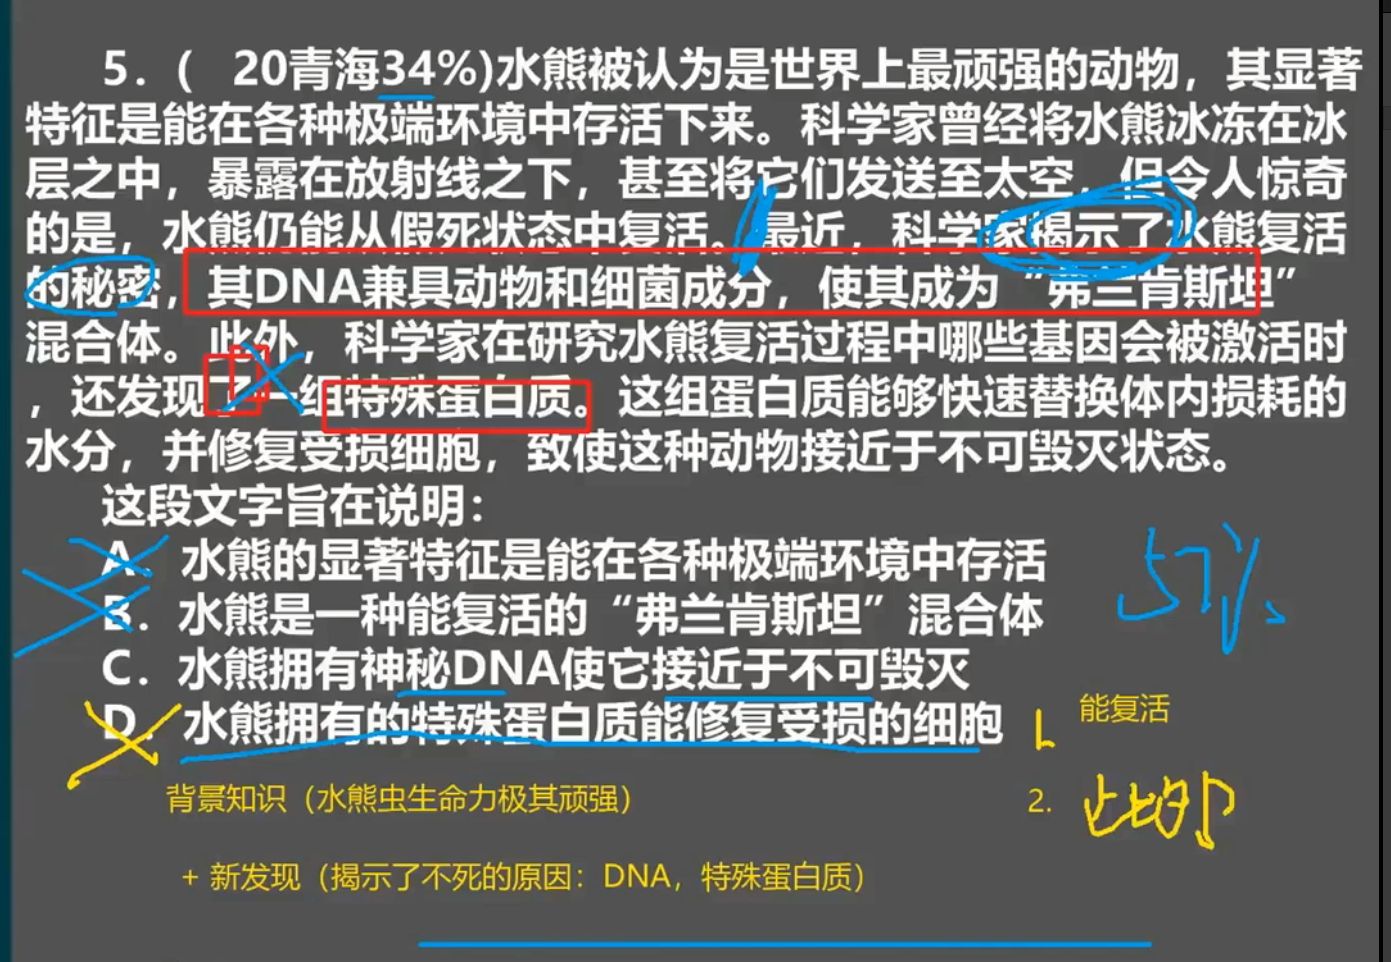 5.( 20青海34%)水熊被认为是世界上最顽强的动物，其显著
特征是能在各种极端环境中存活下来。科学家曾经将水熊冰冻在冰
层之中，暴露在放射线之下，甚至将它们发送至太空，但令人惊奇
的是，水熊仍能从假死状态中复活。最近，科学家揭示了水熊复活
的秘密，其DNA兼具动物和细菌成分，使其成为“弗兰肯斯坦”
混合体。此外，科学家在研究水熊复活过程中哪些基因会被激活时
，还发现了一组特殊蛋白质。这组蛋白质能够快速替换体内损耗的
水分，并修复受损细胞，致使这种动物接近于不可毁灭状态。
这段文字旨在说明：
A. 水熊的显著特征是能在各种极端环境中存活
B. 水熊是一种能复活的“弗兰肯斯坦”混合体
57%
C. 水熊拥有神秘DNA使它接近于不可毁灭
D. 水熊拥有的特殊蛋白质能修复受损的细胞
1. 能复活
背景知识（水熊虫生命力极其顽强）
2. 此外
+ 新发现（揭示了不死的原因：DNA，特殊蛋白质）